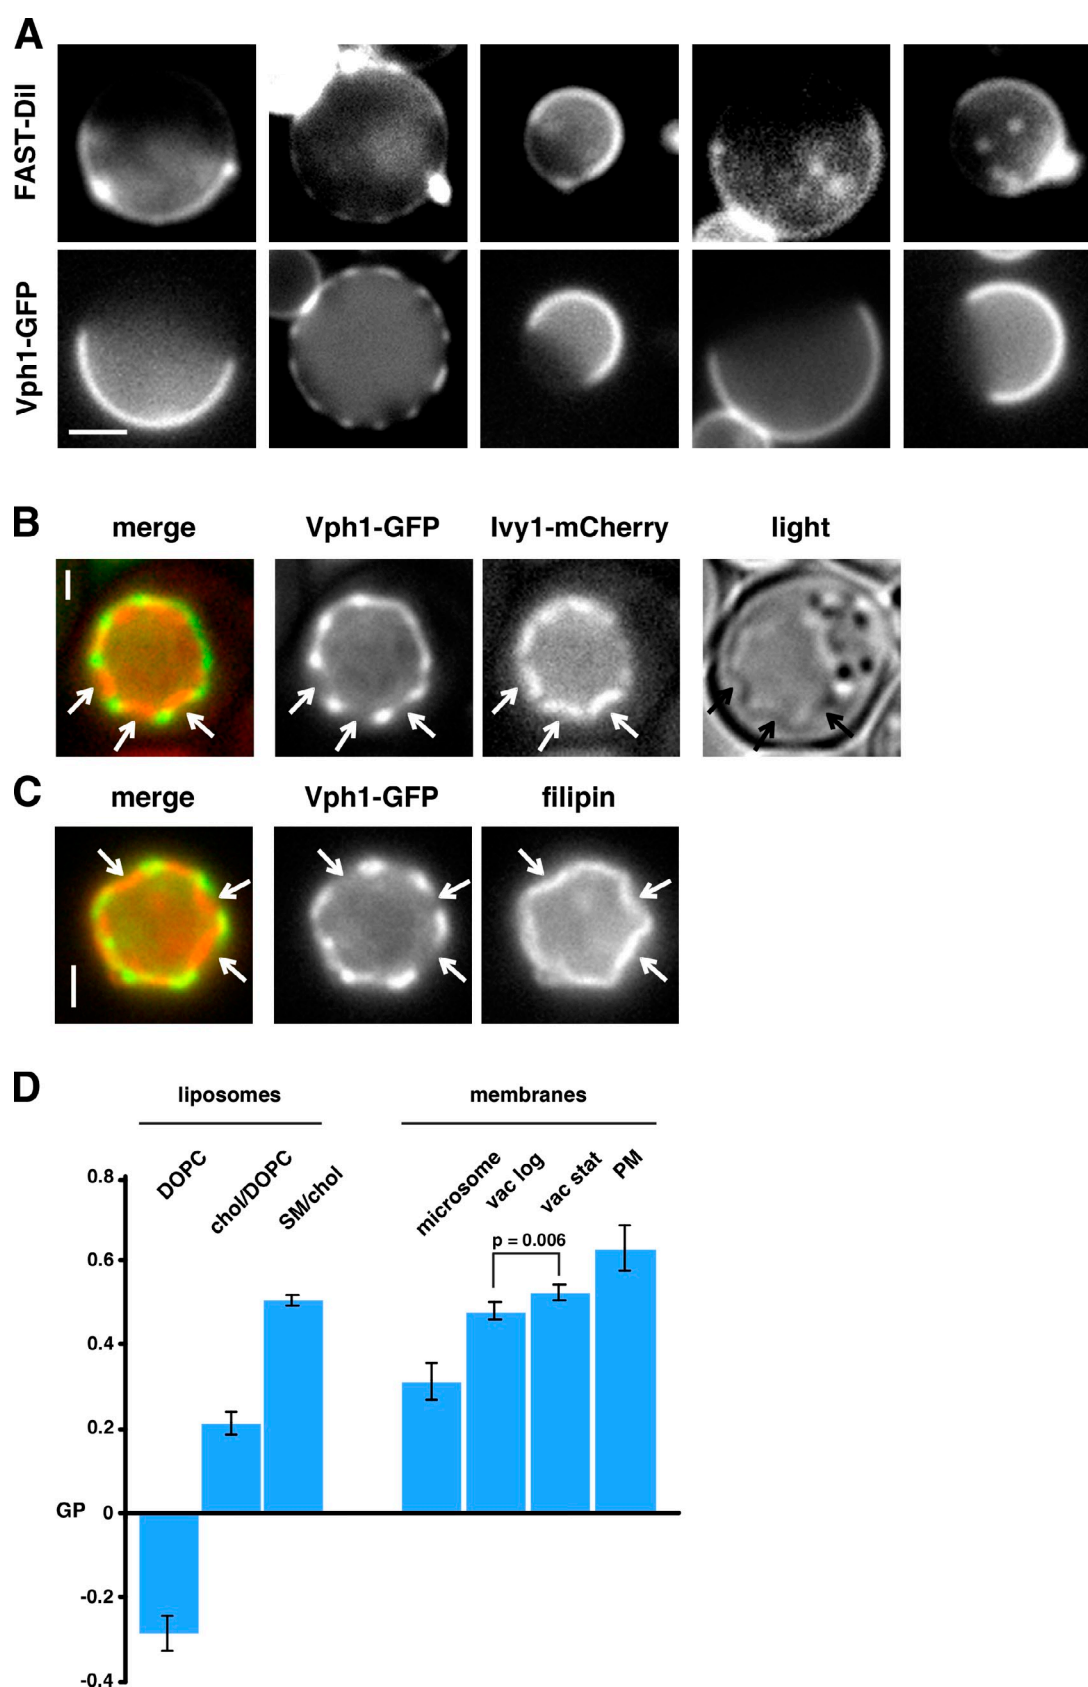 A
FAST-DiI
Vph1-GFP
B
merge Vph1-GFP Ivy1-mCherry light
C
merge Vph1-GFP filipin
D
liposomes membranes
DOPC chol/DOPC SM/chol microsome vac log vac stat PM
p = 0.006
0.8
0.6
0.4
0.2
GP 0
-0.2
-0.4